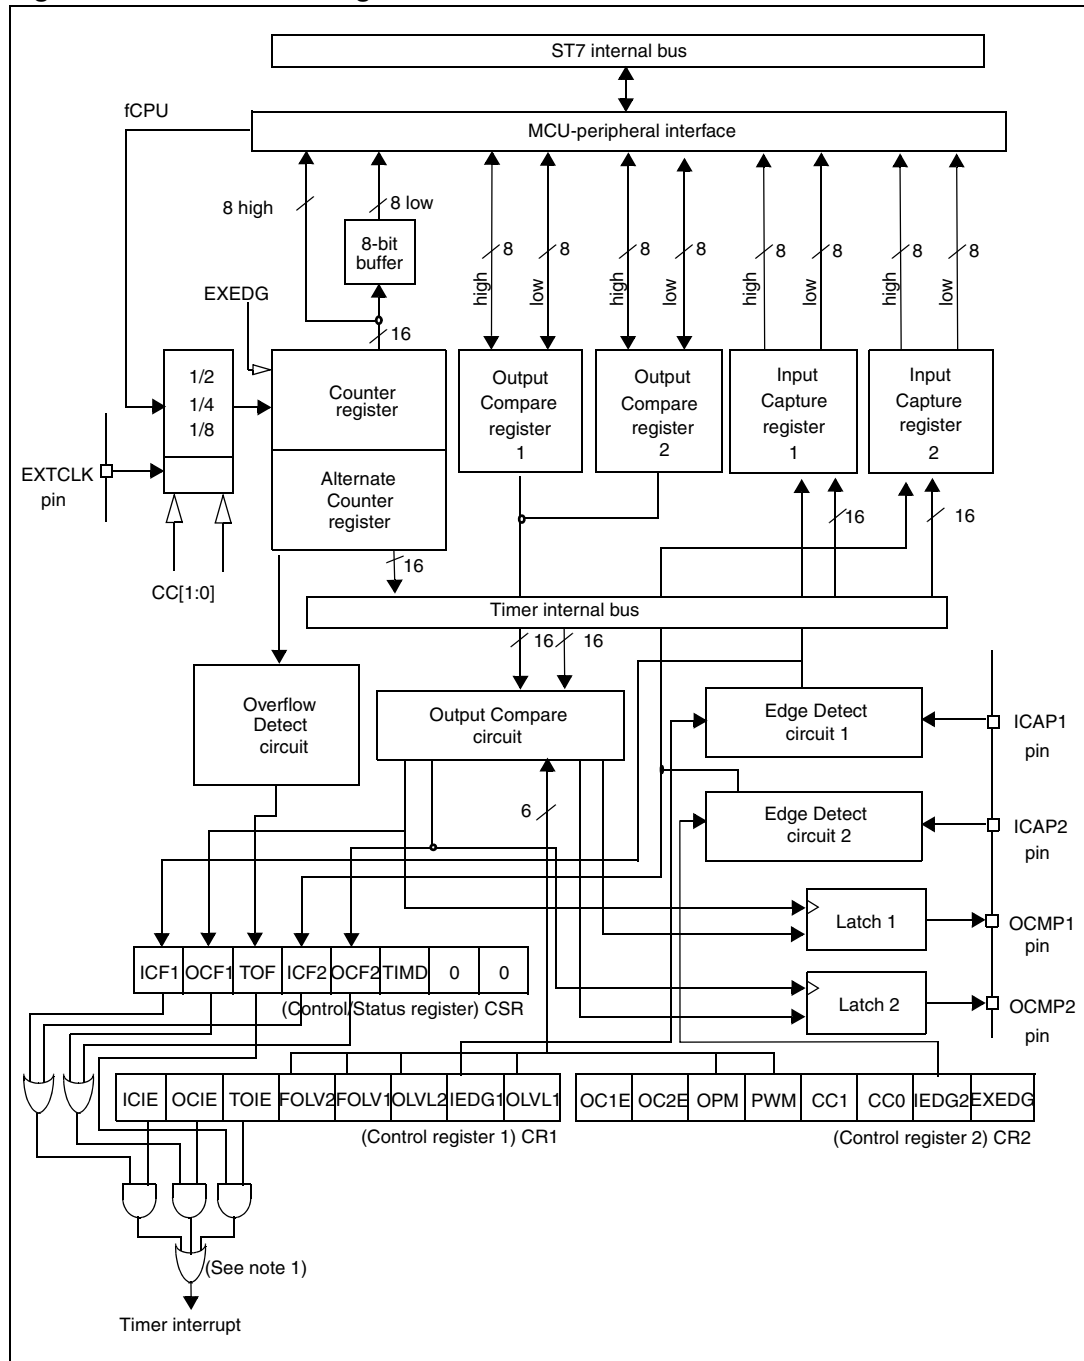 ST7 internal bus
fCPU
MCU-peripheral interface
8 high
8 low
8-bit
buffer
8
8
8
8
8
8
8
8
high
low
high
low
high
low
high
low
EXEDG
16
1/2
1/4
1/8
Counter
register
Output
Compare
register
1
Output
Compare
register
2
Input
Capture
register
1
Input
Capture
register
2
EXTCLK
pin
Alternate
Counter
register
16
16
16
CC[1:0]
Timer internal bus
16
16
Overflow
Detect
circuit
Output Compare
circuit
Edge Detect
circuit 1
ICAP1
pin
6
Edge Detect
circuit 2
ICAP2
pin
Latch 1
OCMP1
pin
ICF1 OCF1 TOF ICF2 OCF2 TIMD 0 0
(Control/Status register) CSR
Latch 2
OCMP2
pin
ICIE OCIE TOIE FOLV2 FOLV1 OLVL2 IEDG1 OLVL1
(Control register 1) CR1
OC1E OC2E OPM PWM CC1 CC0 IEDG2 EXEDG
(Control register 2) CR2
(See note 1)
Timer interrupt